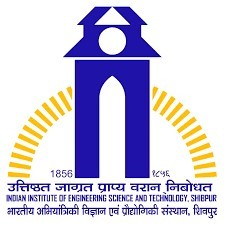 1856 १८५६
उत्तिष्ठत जाग्रत प्राप्य वरान निबोधत
INDIAN INSTITUTE OF ENGINEERING SCIENCE AND TECHNOLOGY, SHIBPUR
भारतीय अभियांत्रिकी विज्ञान एवं प्रौद्योगिकी संस्थान, शिवपुर